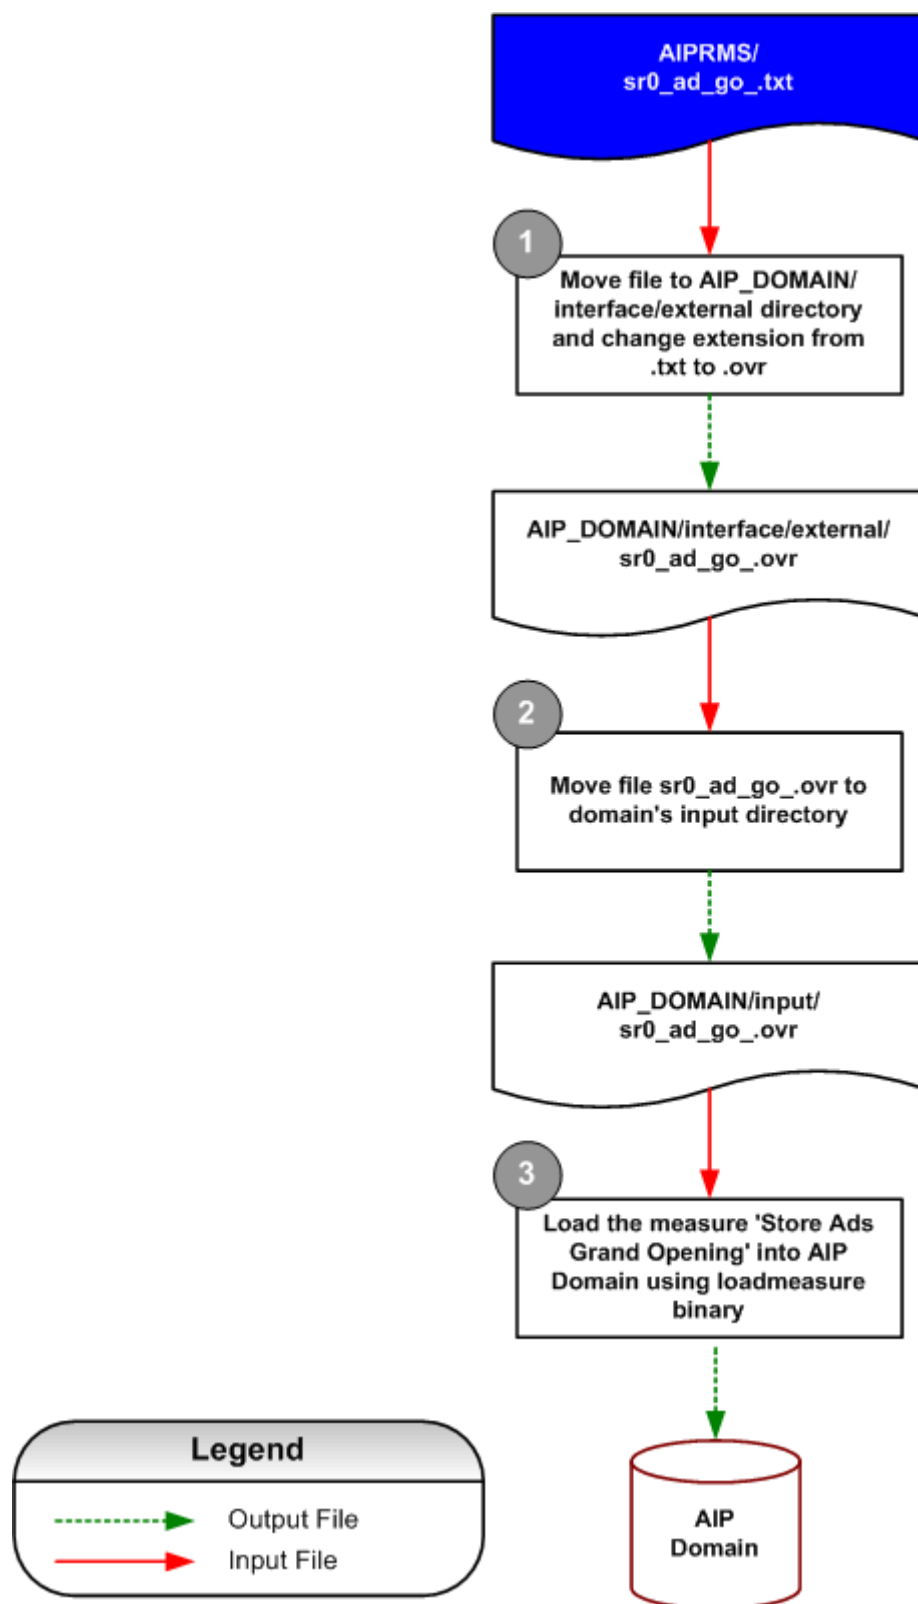 AIPRMS/
sr0_ad_go_.txt
1
Move file to AIP_DOMAIN/
interface/external directory
and change extension from
.txt to .ovr
AIP_DOMAIN/interface/external/
sr0_ad_go_.ovr
2
Move file sr0_ad_go_.ovr to
domain's input directory
AIP_DOMAIN/input/
sr0_ad_go_.ovr
3
Load the measure 'Store Ads
Grand Opening' into AIP
Domain using loadmeasure
binary
AIP
Domain
Legend
Output File
Input File